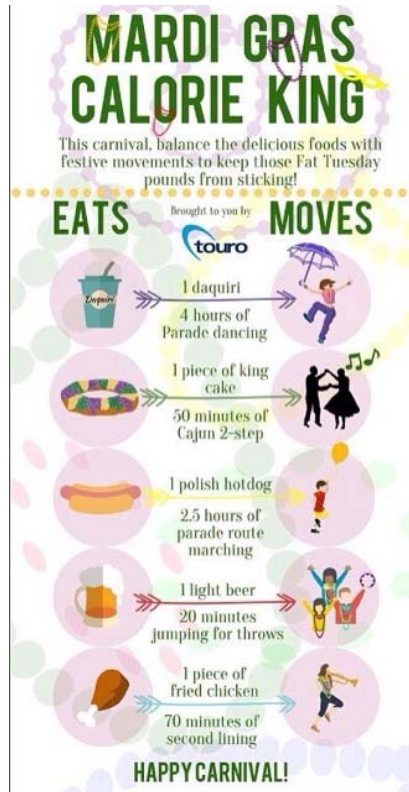 MARDI GRAS
CALORIE KING
This carnival, balance the delicious foods with
festive movements to keep those Fat Tuesday
pounds from sticking!
EATS
Brought to you by
touro
MOVES
Daquiri
1 daquiri
4 hours of
Parade dancing
1 piece of king
cake
50 minutes of
Cajun 2-step
1 polish hotdog
2.5 hours of
parade route
marching
1 light beer
20 minutes
jumping for throws
1 piece of
fried chicken
70 minutes of
second lining
HAPPY CARNIVAL!